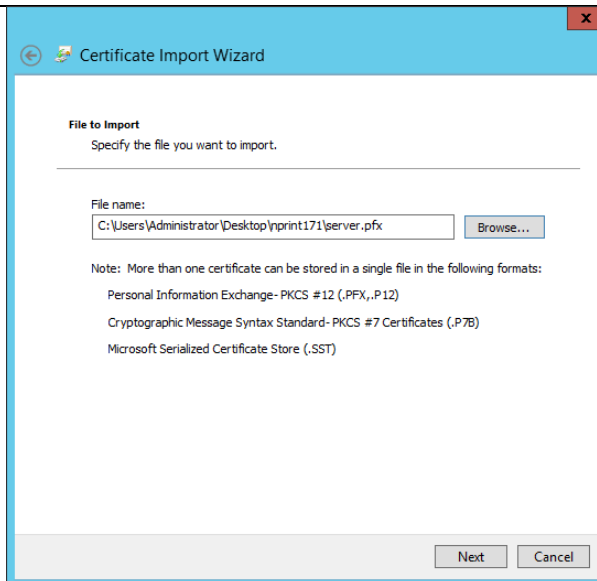 x
Certificate Import Wizard
File to Import
Specify the file you want to import.
File name:
C:\Users\Administrator\Desktop\nprint171\server.pfx
Browse...
Note: More than one certificate can be stored in a single file in the following formats:
Personal Information Exchange- PKCS #12 (.PFX,.P12)
Cryptographic Message Syntax Standard- PKCS #7 Certificates (.P7B)
Microsoft Serialized Certificate Store (.SST)
Next
Cancel